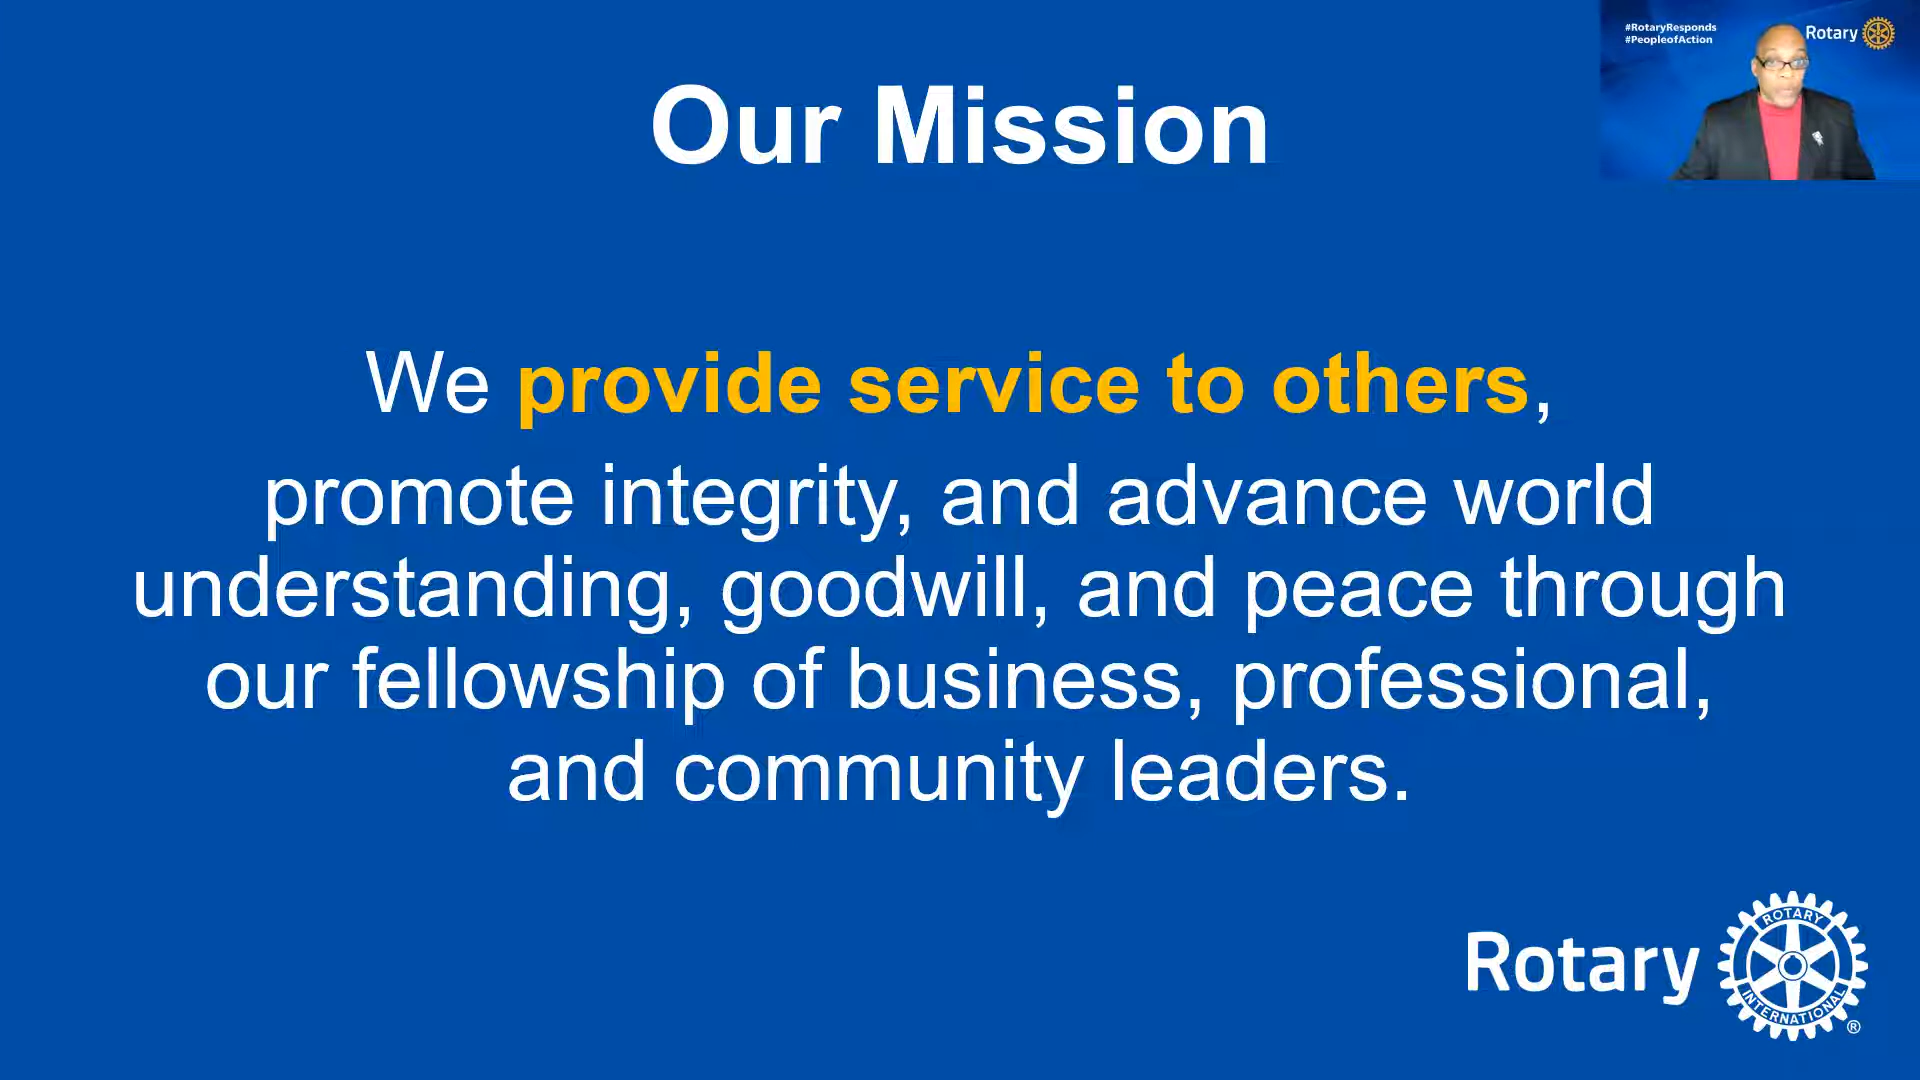 #RotaryResponds
#PeopleofAction
Rotary
Our Mission
We provide service to others,
promote integrity, and advance world
understanding, goodwill, and peace through
our fellowship of business, professional,
and community leaders.
Rotary
ROTARY
INTERNATIONAL
®